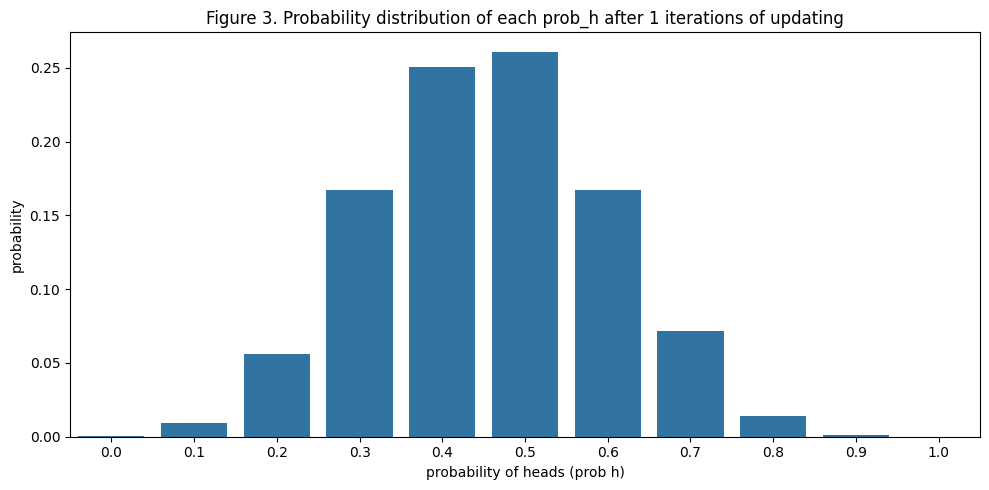 Figure 3. Probability distribution of each prob_h after 1 iterations of updating
probability
0.25
0.20
0.15
0.10
0.05
0.00
0.0 0.1 0.2 0.3 0.4 0.5 0.6 0.7 0.8 0.9 1.0
probability of heads (prob h)